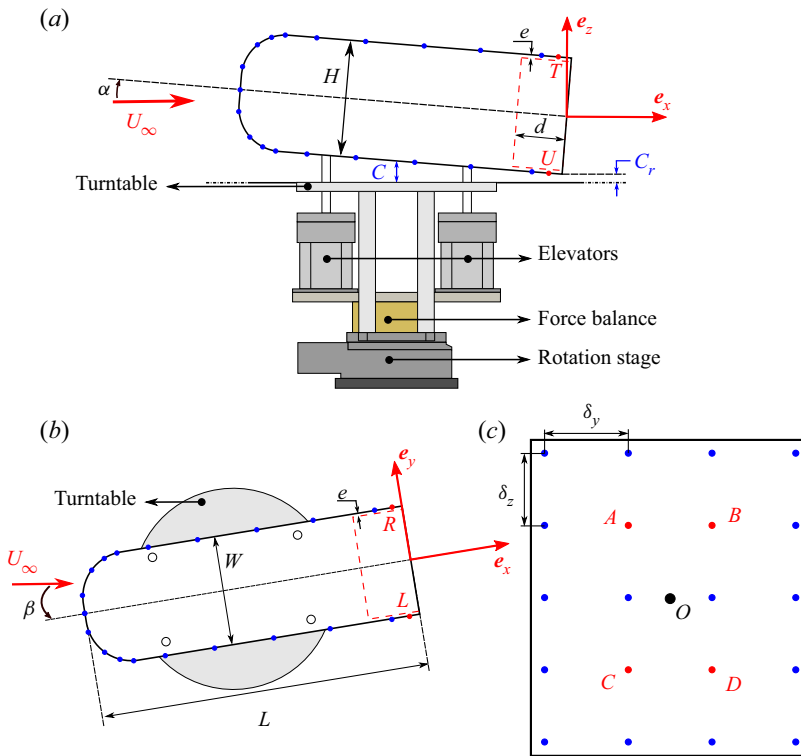 (a)
e
e_z
T
H
α
U_∞
e_x
d
U
C
C_r
Turntable
Elevators
Force balance
Rotation stage
(b)
e_y
Turntable
e
R
W
U_∞
e_x
β
L
L
(c)
δ_y
δ_z
A
B
O
C
D